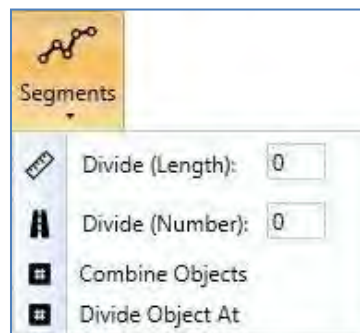 Segments
Divide (Length): 0
Divide (Number): 0
Combine Objects
Divide Object At